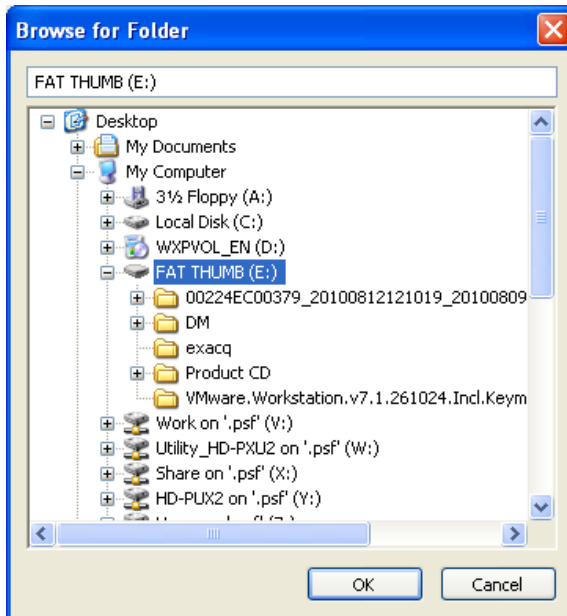 Browse for Folder
FAT THUMB (E:)
Desktop
My Documents
My Computer
3½ Floppy (A:)
Local Disk (C:)
WXPVOL_EN (D:)
FAT THUMB (E:)
00224EC00379_20100812121019_20100809
DM
exacq
Product CD
VMware.Workstation.v7.1.261024.Incl.Keym
Work on '.psf' (V:)
Utility_HD-PXU2 on '.psf' (W:)
Share on '.psf' (X:)
HD-PUX2 on '.psf' (Y:)
OK Cancel